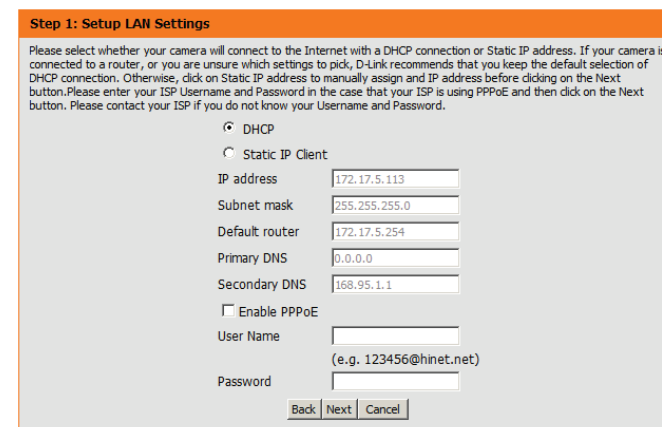 Step 1: Setup LAN Settings
Please select whether your camera will connect to the Internet with a DHCP connection or Static IP address. If your camera is
connected to a router, or you are unsure which settings to pick, D-Link recommends that you keep the default selection of
DHCP connection. Otherwise, click on Static IP address to manually assign and IP address before clicking on the Next
button.Please enter your ISP Username and Password in the case that your ISP is using PPPoE and then click on the Next
button. Please contact your ISP if you do not know your Username and Password.
DHCP
Static IP Client
IP address 172.17.5.113
Subnet mask 255.255.255.0
Default router 172.17.5.254
Primary DNS 0.0.0.0
Secondary DNS 168.95.1.1
Enable PPPoE
User Name
(e.g. 123456@hinet.net)
Password
Back Next Cancel